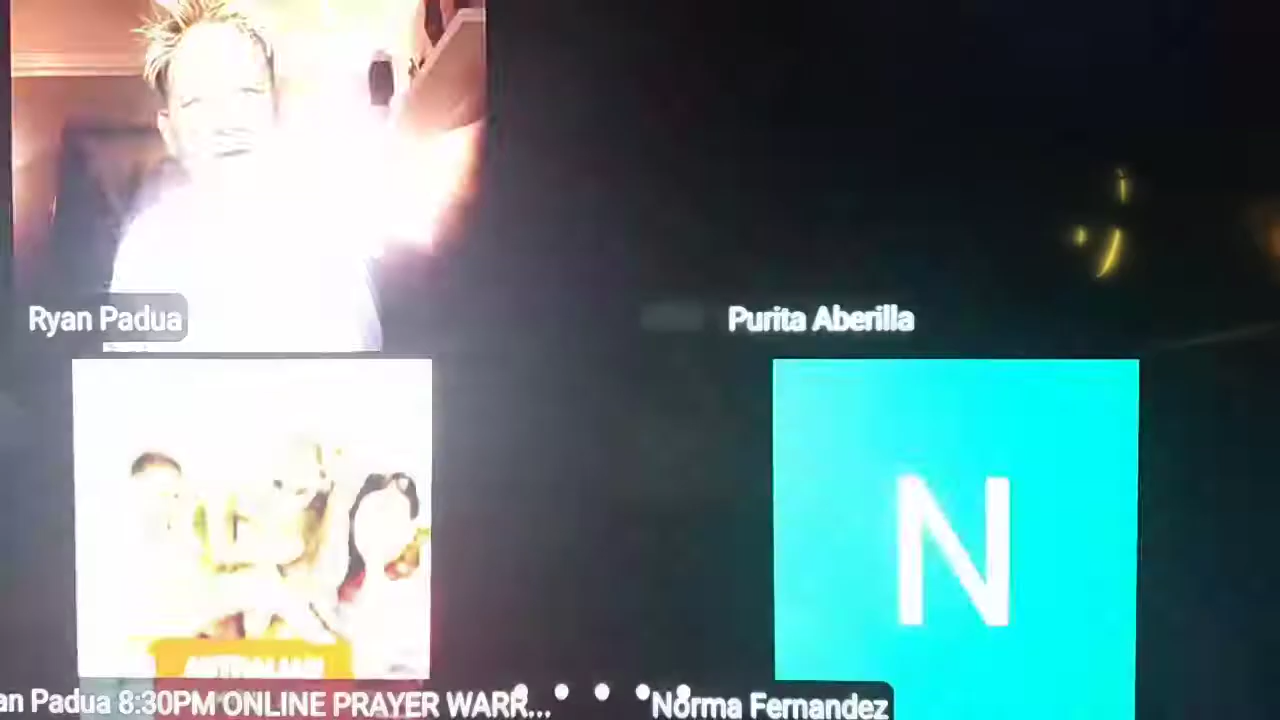 Ryan Padua
Purita Aberilla
N
an Padua 8:30PM ONLINE PRAYER WARR...
Norma Fernandez